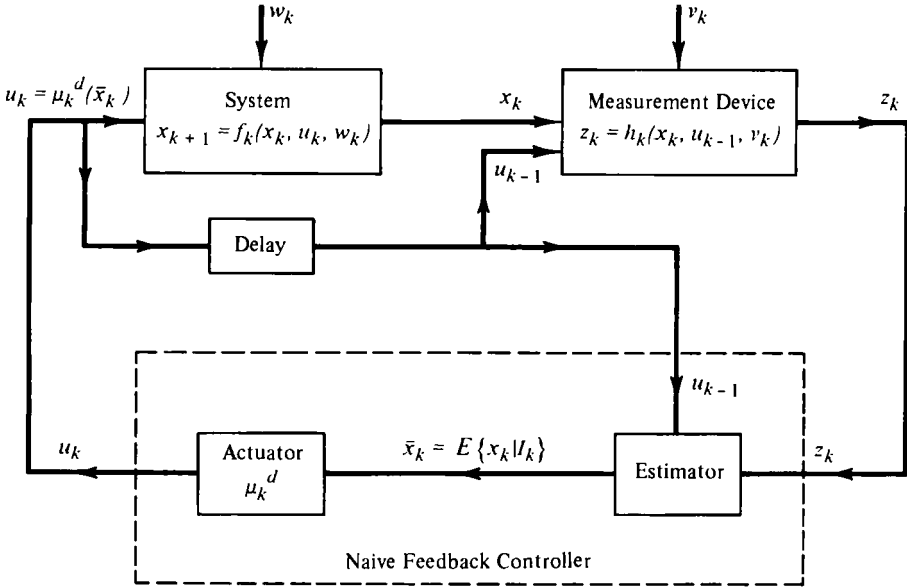 w_k
v_k
u_k = μ_k^d(x̄_k)
System
x_{k+1} = f_k(x_k, u_k, w_k)
x_k
Measurement Device
z_k = h_k(x_k, u_{k-1}, v_k)
z_k
u_{k-1}
Delay
u_{k-1}
u_k
Actuator
μ_k^d
x̄_k = E{x_k|I_k}
Estimator
z_k
Naive Feedback Controller